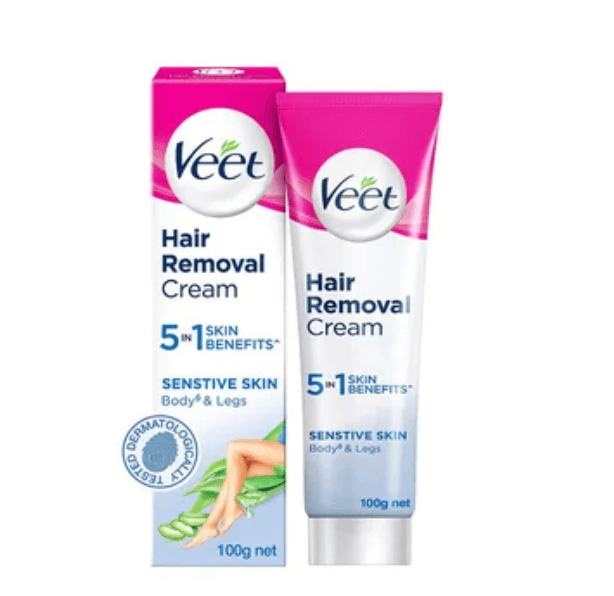 Veet
Hair
Removal
Cream
5 IN 1 SKIN
BENEFITS^
SENSTIVE SKIN
Body§ & Legs
DERMATOLOGICALLY
TESTED
100g net
Veet
Hair
Removal
Cream
5 IN 1 SKIN
BENEFITS^
SENSTIVE SKIN
Body§ & Legs
100g net